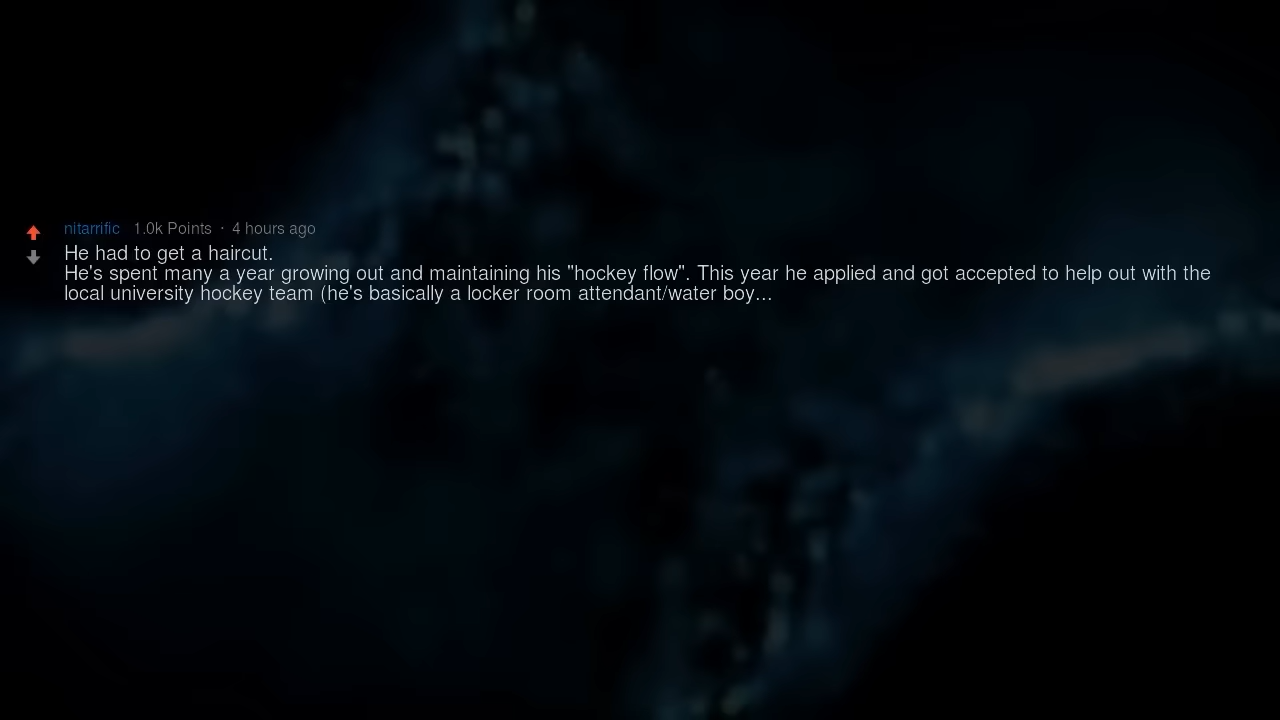 nitarrific 1.0k Points · 4 hours ago
He had to get a haircut.
He's spent many a year growing out and maintaining his "hockey flow". This year he applied and got accepted to help out with the
local university hockey team (he's basically a locker room attendant/water boy...